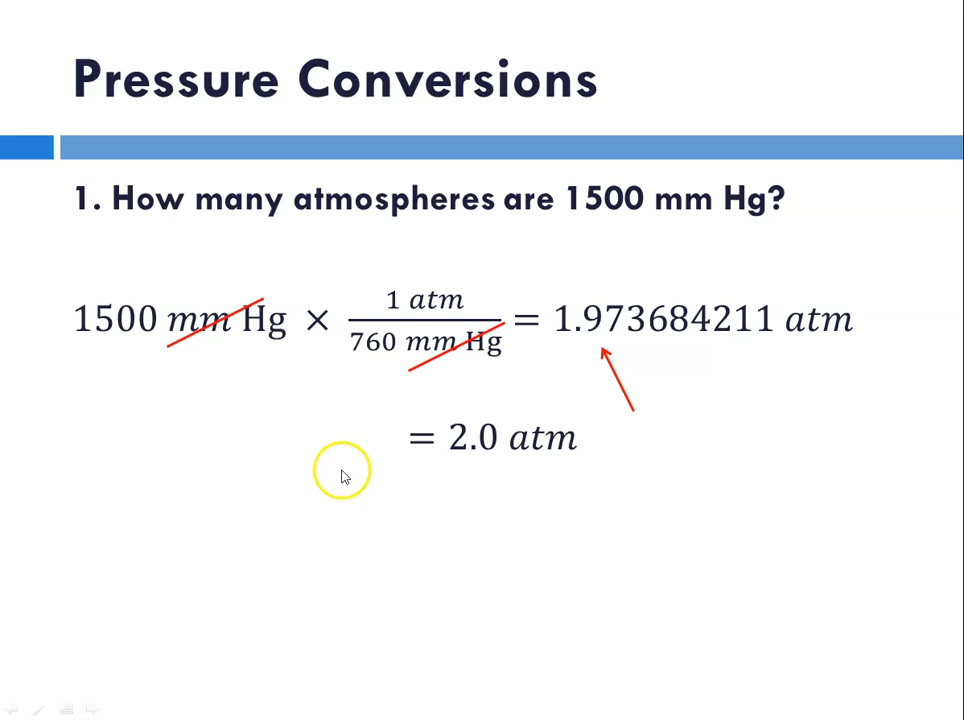 Pressure Conversions
1. How many atmospheres are 1500 mm Hg?
1500 mm Hg × 1 atm / 760 mm Hg = 1.973684211 atm
= 2.0 atm